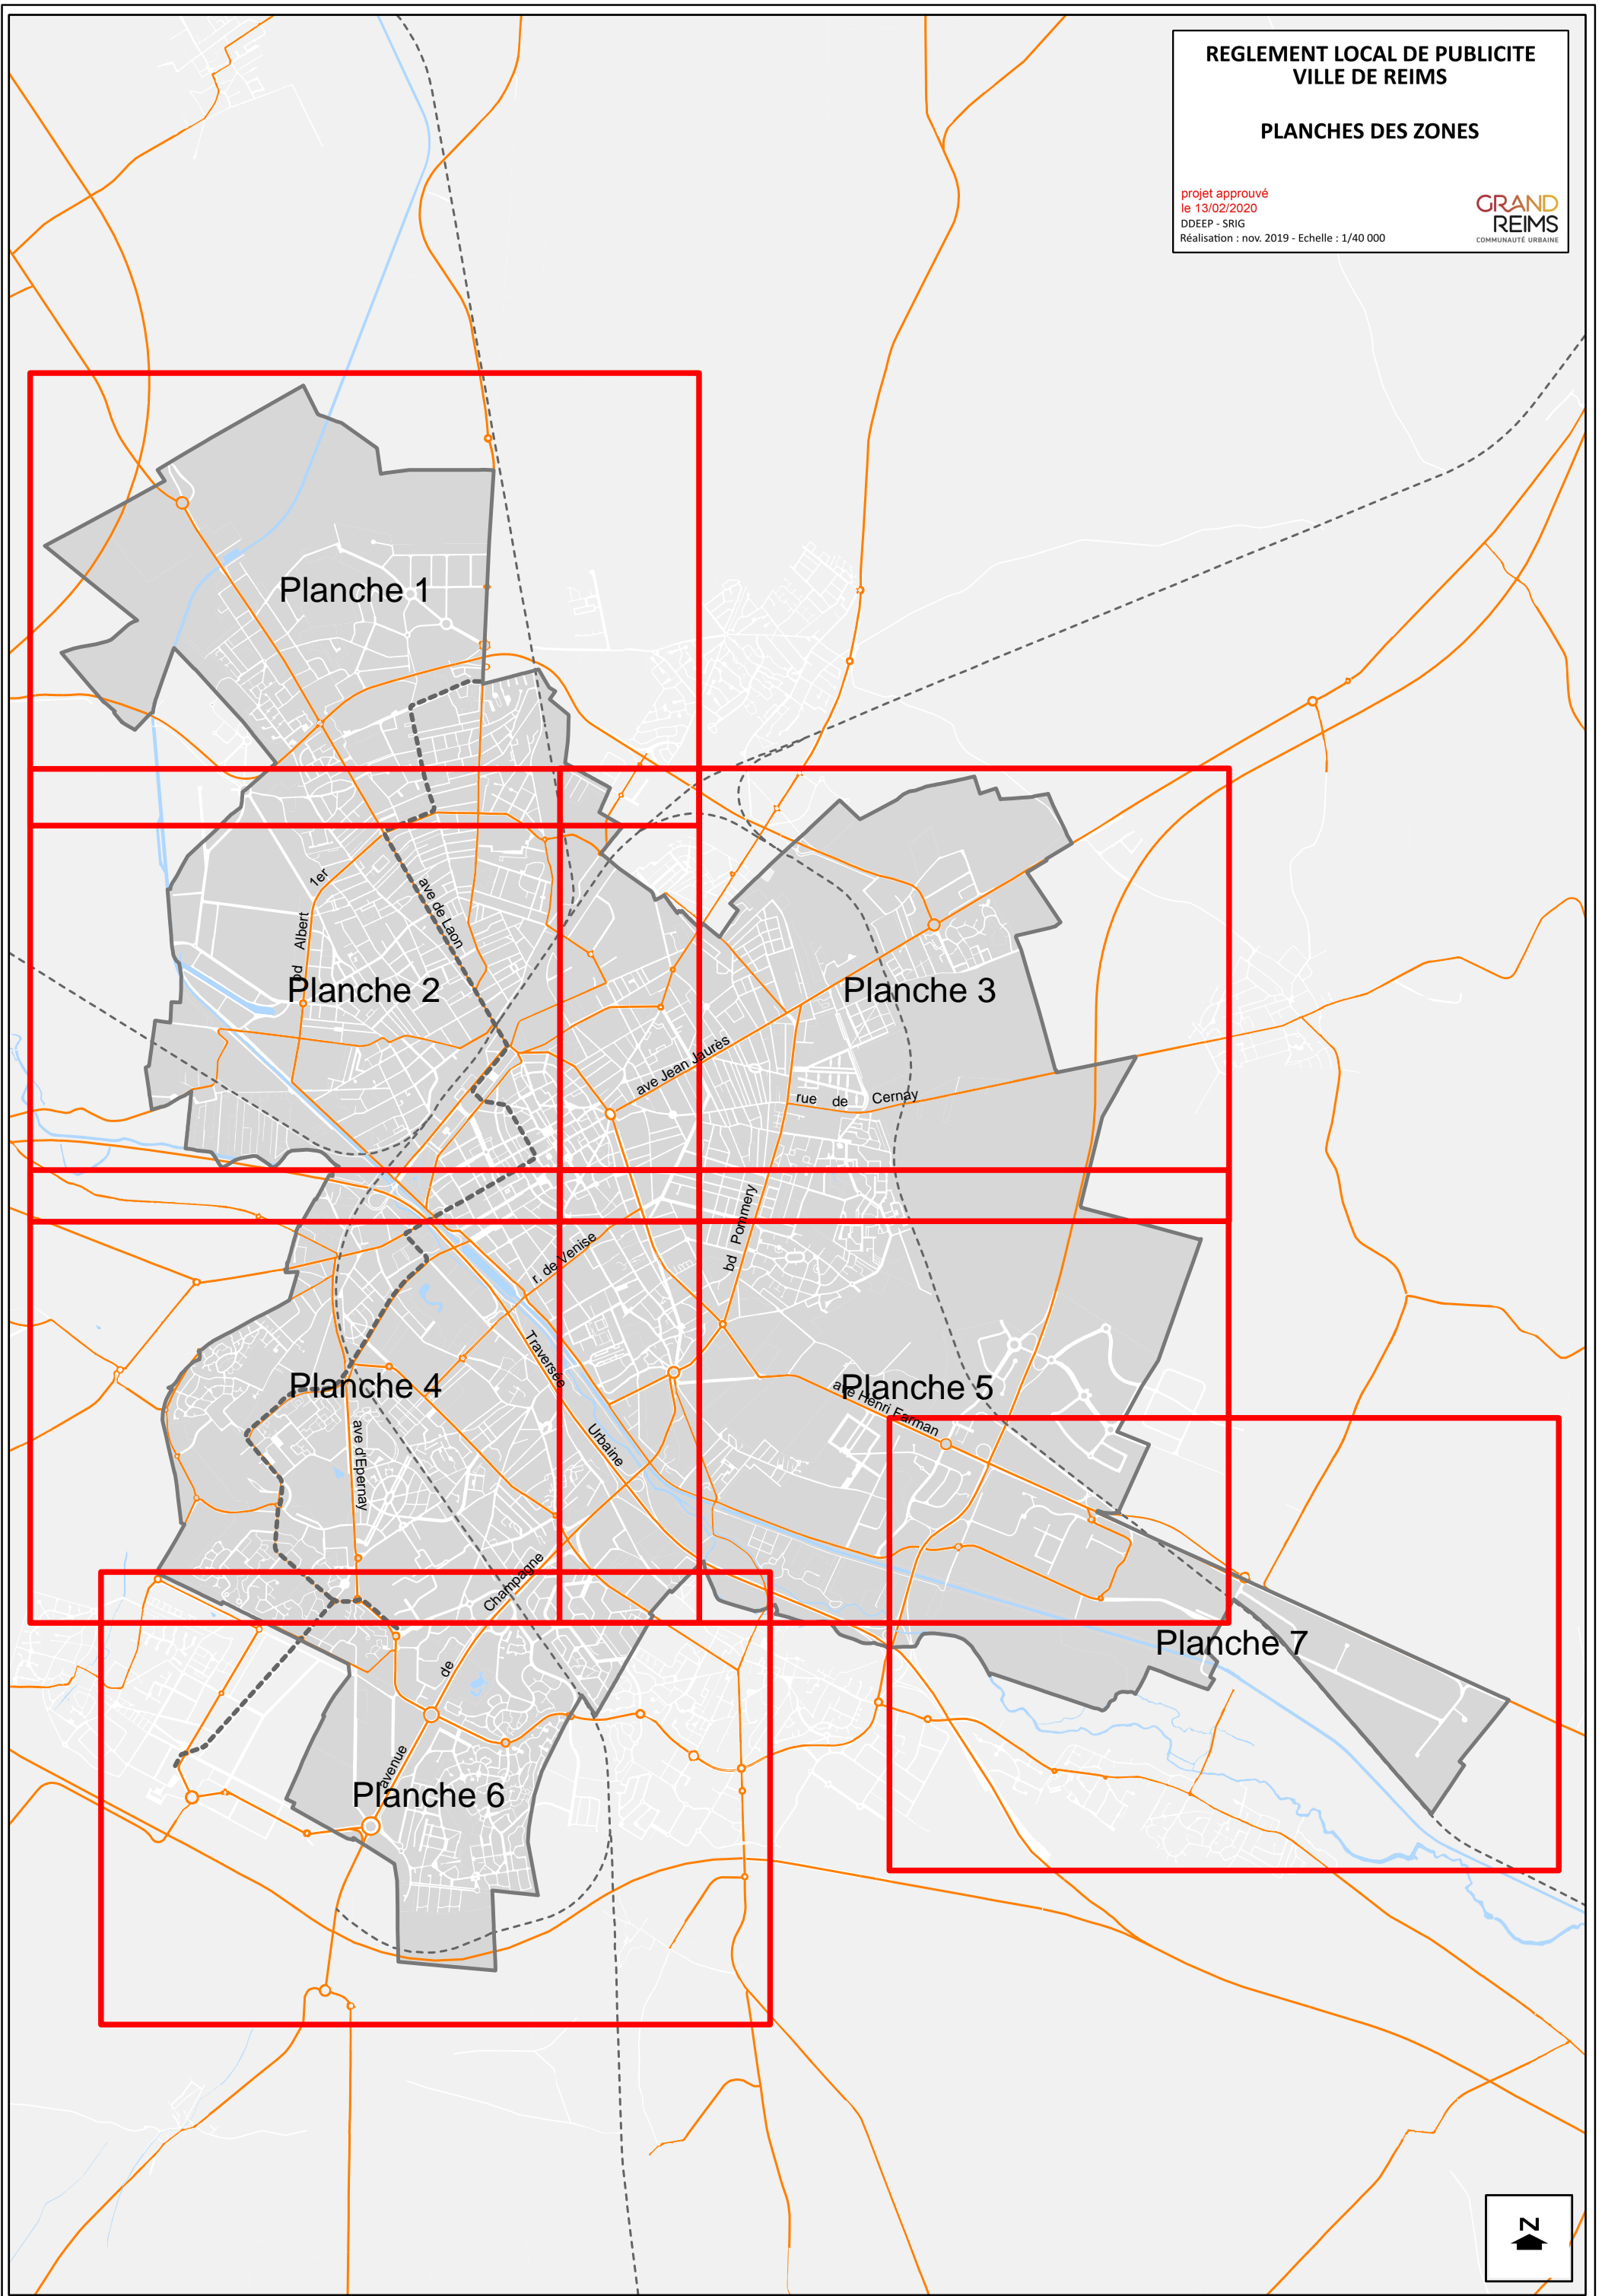 REGLEMENT LOCAL DE PUBLICITE
VILLE DE REIMS
PLANCHES DES ZONES
projet approuvé
le 13/02/2020
DDEEP - SRIG
Réalisation : nov. 2019 - Echelle : 1/40 000
GRAND
REIMS
COMMUNAUTÉ URBAINE
Planche 1
bd Albert 1er
ave de Laon
Planche 2
Planche 3
ave Jean Jaurès
rue de Cernay
bd Pommery
r. de Venise
Traversée Urbaine
Planche 4
Planche 5
ave Henri Farman
ave d'Epernay
avenue de Champagne
Planche 7
Planche 6
N